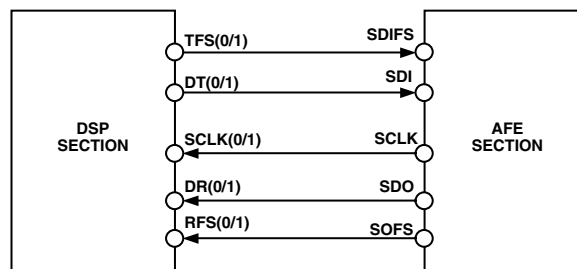 TFS(0/1) SDIFS
DT(0/1) SDI
DSP
SECTION
SCLK(0/1) SCLK
AFE
SECTION
DR(0/1) SDO
RFS(0/1) SOFS